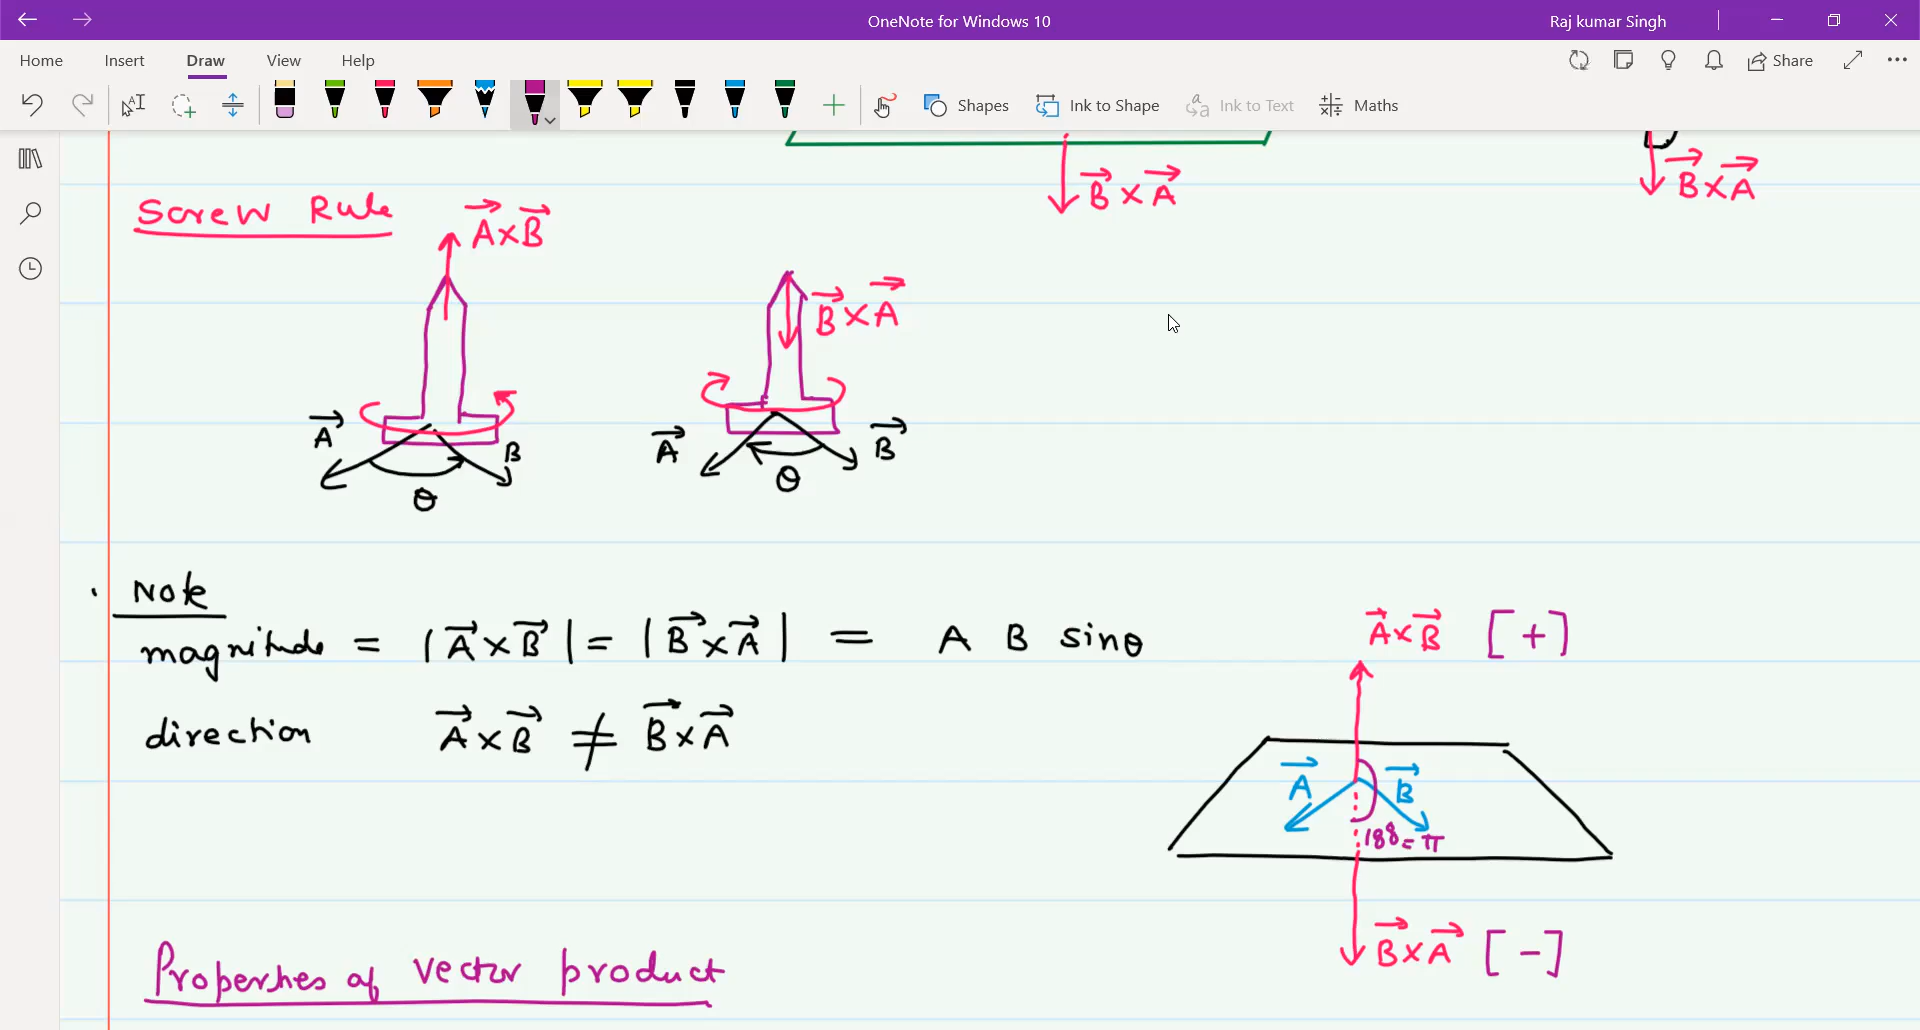 OneNote for Windows 10
Raj kumar Singh
Home Insert Draw View Help
Share
Shapes Ink to Shape Ink to Text Maths
B⃗ × A⃗
B⃗ × A⃗
Screw Rule
A⃗ × B⃗
B⃗ × A⃗
A⃗ B
θ
A⃗ B⃗
θ
Note
magnitude = |A⃗ × B⃗| = |B⃗ × A⃗| = A B sinθ
direction A⃗ × B⃗ ≠ B⃗ × A⃗
A⃗ × B⃗ [+]
A⃗ B⃗
180° = π
B⃗ × A⃗ [-]
Properties of vector product